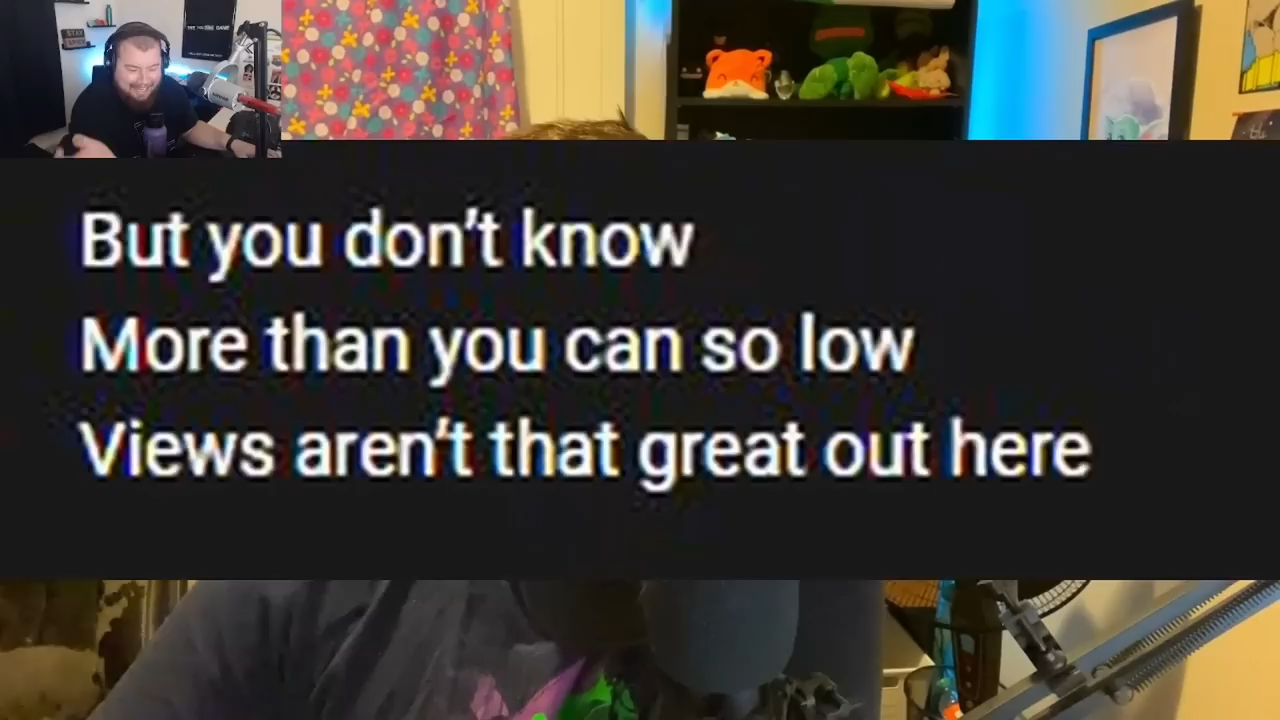 But you don't know
More than you can so low
Views aren't that great out here